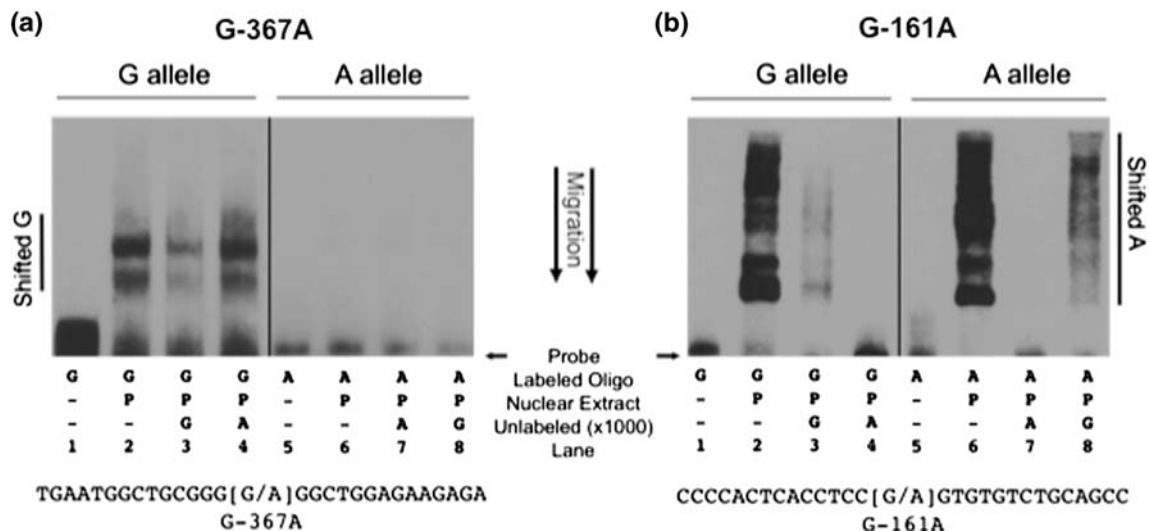 (a)
G-367A
G allele
A allele
Shifted G
G G G G A A A A
- P P P - P P P
- - G A - - A G
1 2 3 4 5 6 7 8
TGAATGGCTGCGGG[G/A]GGCTGGAGAAGAGA
G-367A
Migration
Probe
Labeled Oligo
Nuclear Extract
Unlabeled (x1000)
Lane
(b)
G-161A
G allele
A allele
Shifted A
G G G G A A A A
- P P P - P P P
- - G A - - A G
1 2 3 4 5 6 7 8
CCCCACTCACCTCC[G/A]GTGTGTCTGCAGCC
G-161A